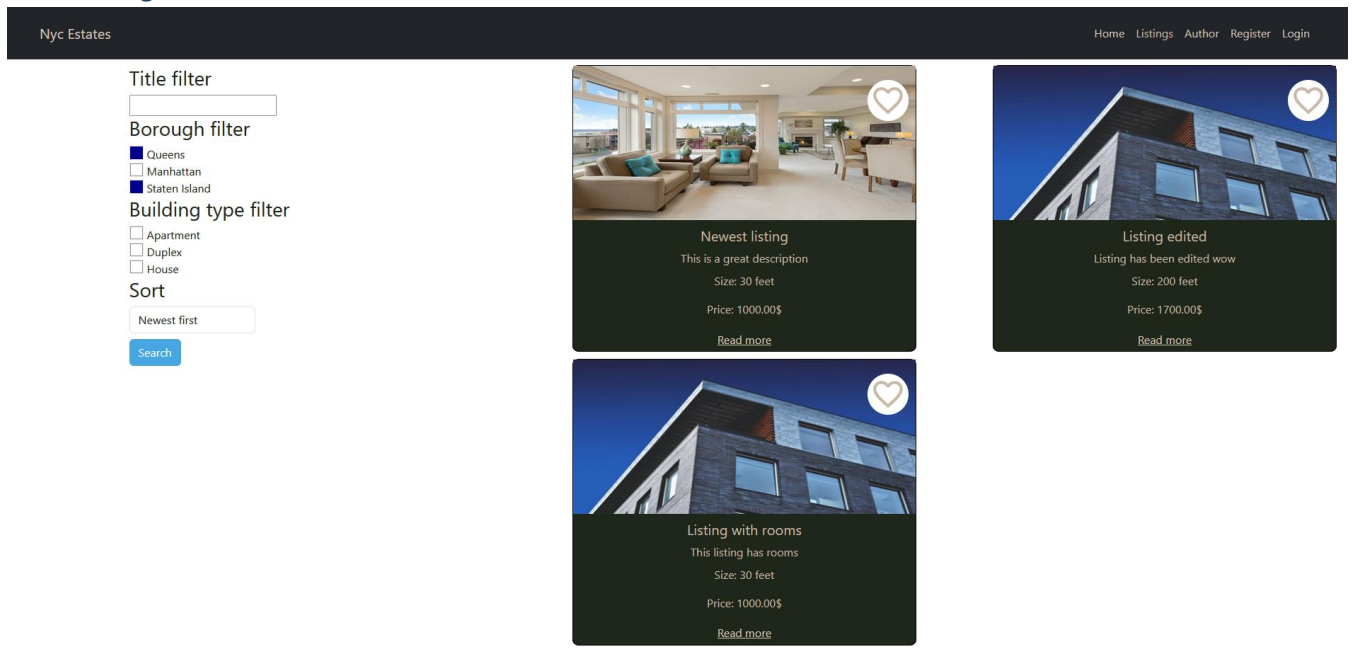 Nyc Estates
Home Listings Author Register Login
Title filter
Borough filter
Queens
Manhattan
Staten Island
Building type filter
Apartment
Duplex
House
Sort
Newest first
Search
Newest listing
This is a great description
Size: 30 feet
Price: 1000.00$
Read more
Listing edited
Listing has been edited wow
Size: 200 feet
Price: 1700.00$
Read more
Listing with rooms
This listing has rooms
Size: 30 feet
Price: 1000.00$
Read more